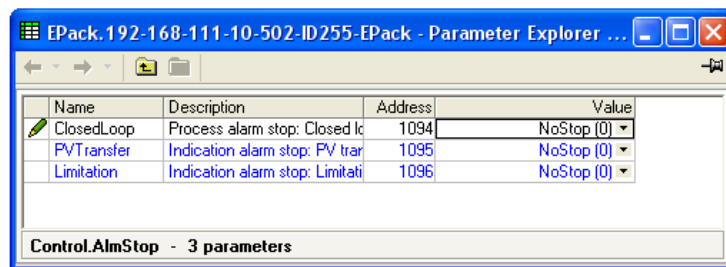 EPack.192-168-111-10-502-ID255-EPack - Parameter Explorer ...
Name Description Address Value
ClosedLoop Process alarm stop: Closed lo 1094 NoStop (0)
PVTransfer Indication alarm stop: PV tran 1095 NoStop (0)
Limitation Indication alarm stop: Limitati 1096 NoStop (0)
Control.AlmStop - 3 parameters